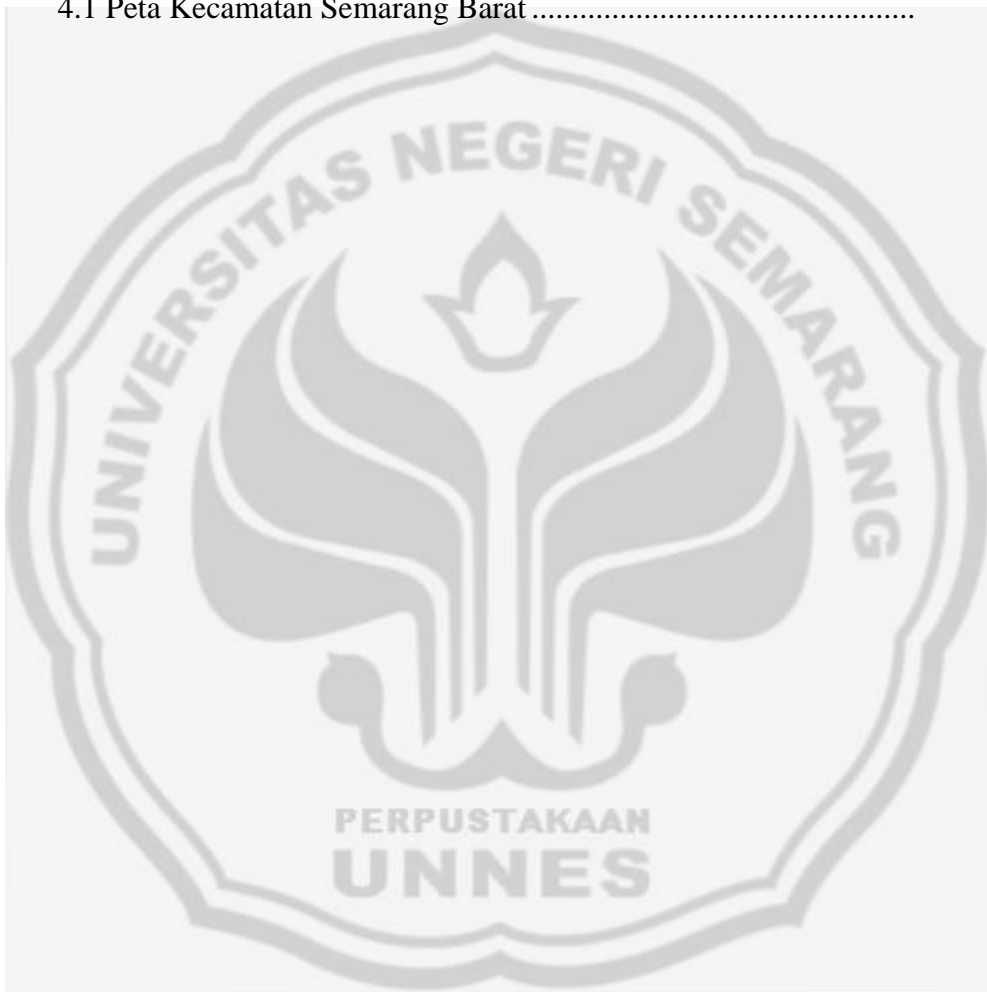 4.1 Peta Kecamatan Semarang Barat ................................................
UNIVERSITAS NEGERI SEMARANG
PERPUSTAKAAN
UNNES